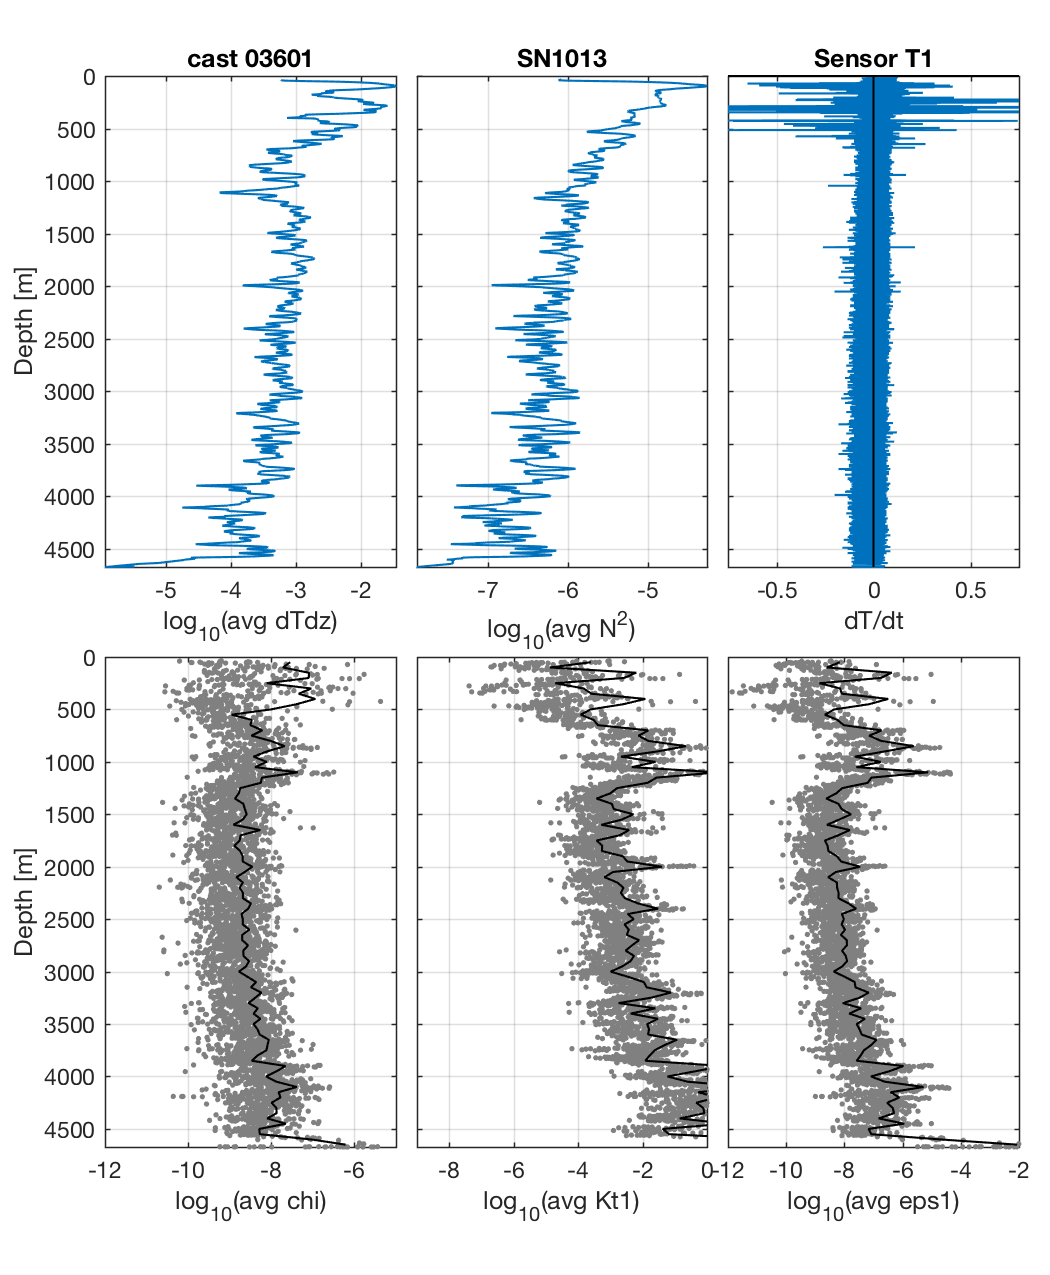 cast 03601
SN1013
Sensor T1
0
500
1000
1500
2000
2500
3000
3500
4000
4500
Depth [m]
-5 -4 -3 -2
-7 -6 -5
-0.5 0 0.5
log10(avg dTdz)
log10(avg N2)
dT/dt
0
500
1000
1500
2000
2500
3000
3500
4000
4500
Depth [m]
-12 -10 -8 -6
-8 -6 -4 -2 0
-12 -10 -8 -6 -4 -2
log10(avg chi)
log10(avg Kt1)
log10(avg eps1)